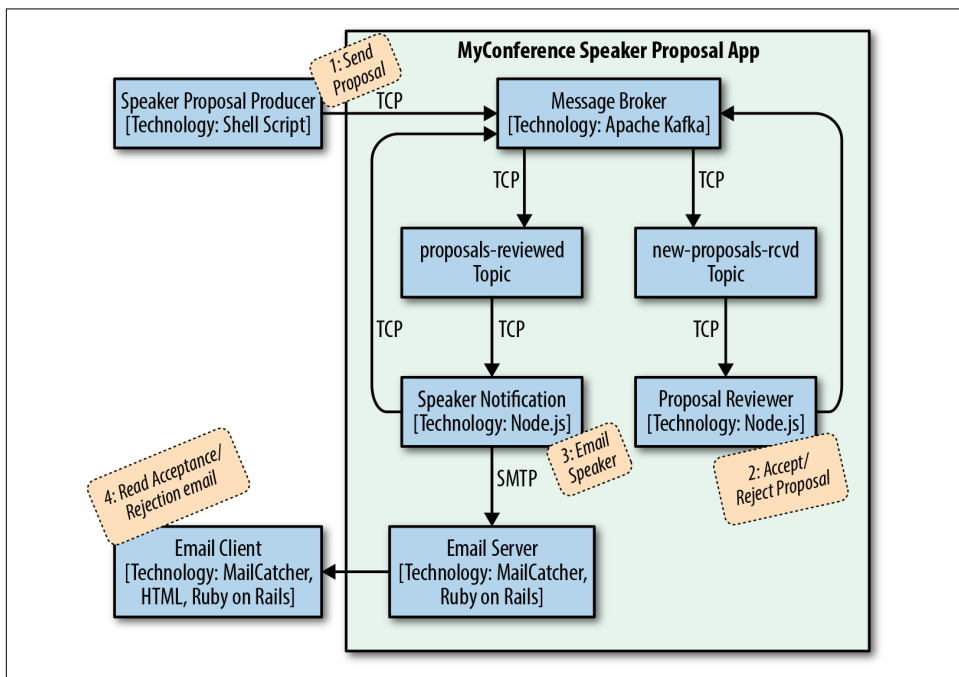 MyConference Speaker Proposal App
1: Send
Proposal
Speaker Proposal Producer
[Technology: Shell Script]
TCP
Message Broker
[Technology: Apache Kafka]
TCP
TCP
proposals-reviewed
Topic
new-proposals-rcvd
Topic
TCP
TCP
TCP
Speaker Notification
[Technology: Node.js]
Proposal Reviewer
[Technology: Node.js]
3: Email
Speaker
2: Accept/
Reject Proposal
SMTP
4: Read Acceptance/
Rejection email
Email Client
[Technology: MailCatcher,
HTML, Ruby on Rails]
Email Server
[Technology: MailCatcher,
Ruby on Rails]